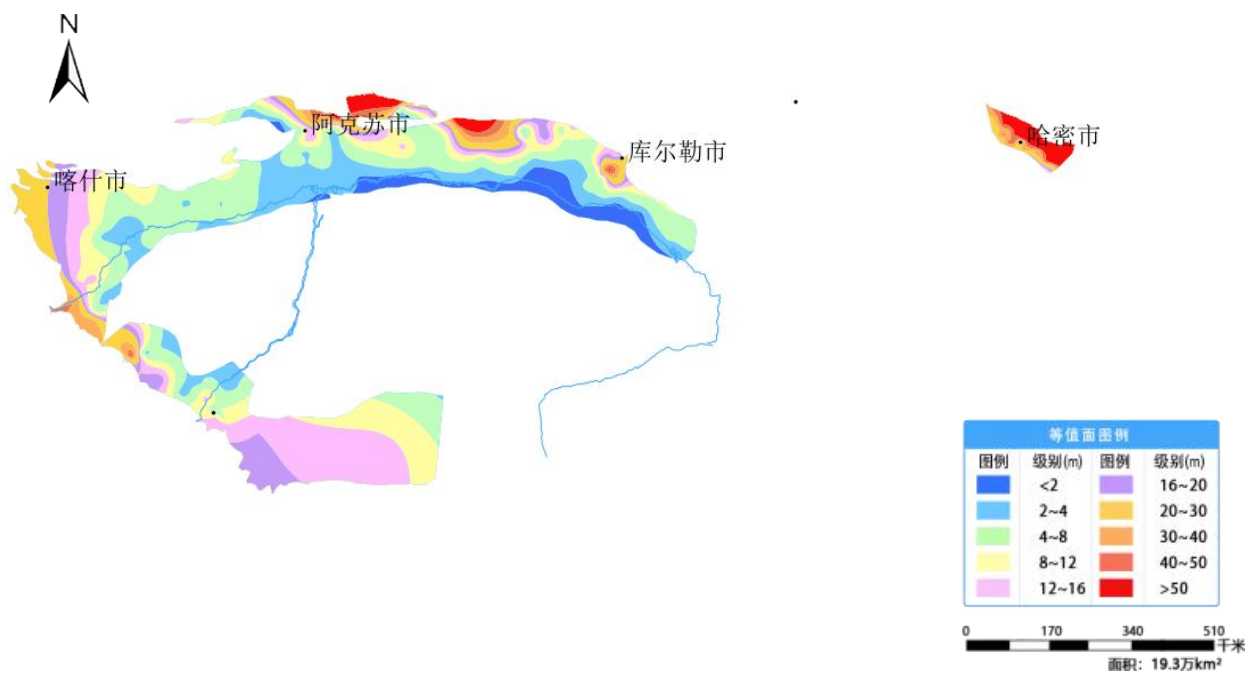 N
阿克苏市
哈密市
库尔勒市
喀什市
等值面图例
图例 级别(m) 图例 级别(m)
<2 16~20
2~4 20~30
4~8 30~40
8~12 40~50
12~16 >50
0 170 340 510
千米
面积：19.3万km²